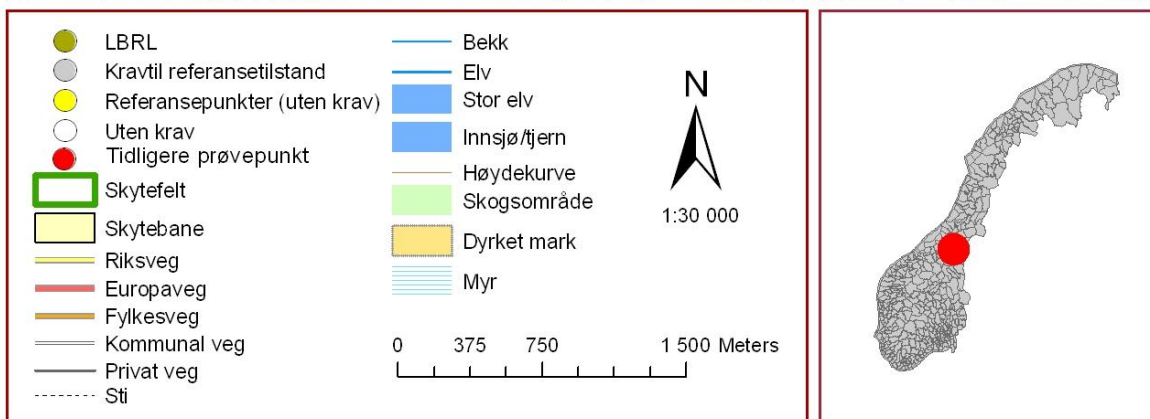 LBRL
Kravtil referansetilstand
Referansepunkter (uten krav)
Uten krav
Tidligere prøvepunkt
Skytefelt
Skytebane
Riksveg
Europaveg
Fylkesveg
Kommunal veg
Privat veg
Sti
Bekk
Elv
Stor elv
Innsjø/tjern
Høydekurve
Skogsområde
Dyrket mark
Myr
0 375 750 1 500 Meters
N
1:30 000